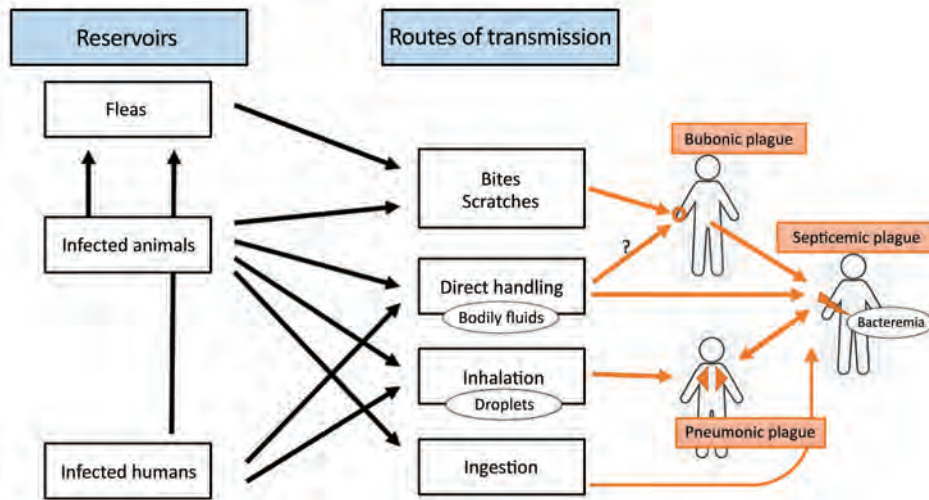 Reservoirs
Routes of transmission
Fleas
Infected animals
Infected humans
Bites
Scratches
Direct handling
Bodily fluids
Inhalation
Droplets
Ingestion
?
Bubonic plague
Septicemic plague
Bacteremia
Pneumonic plague